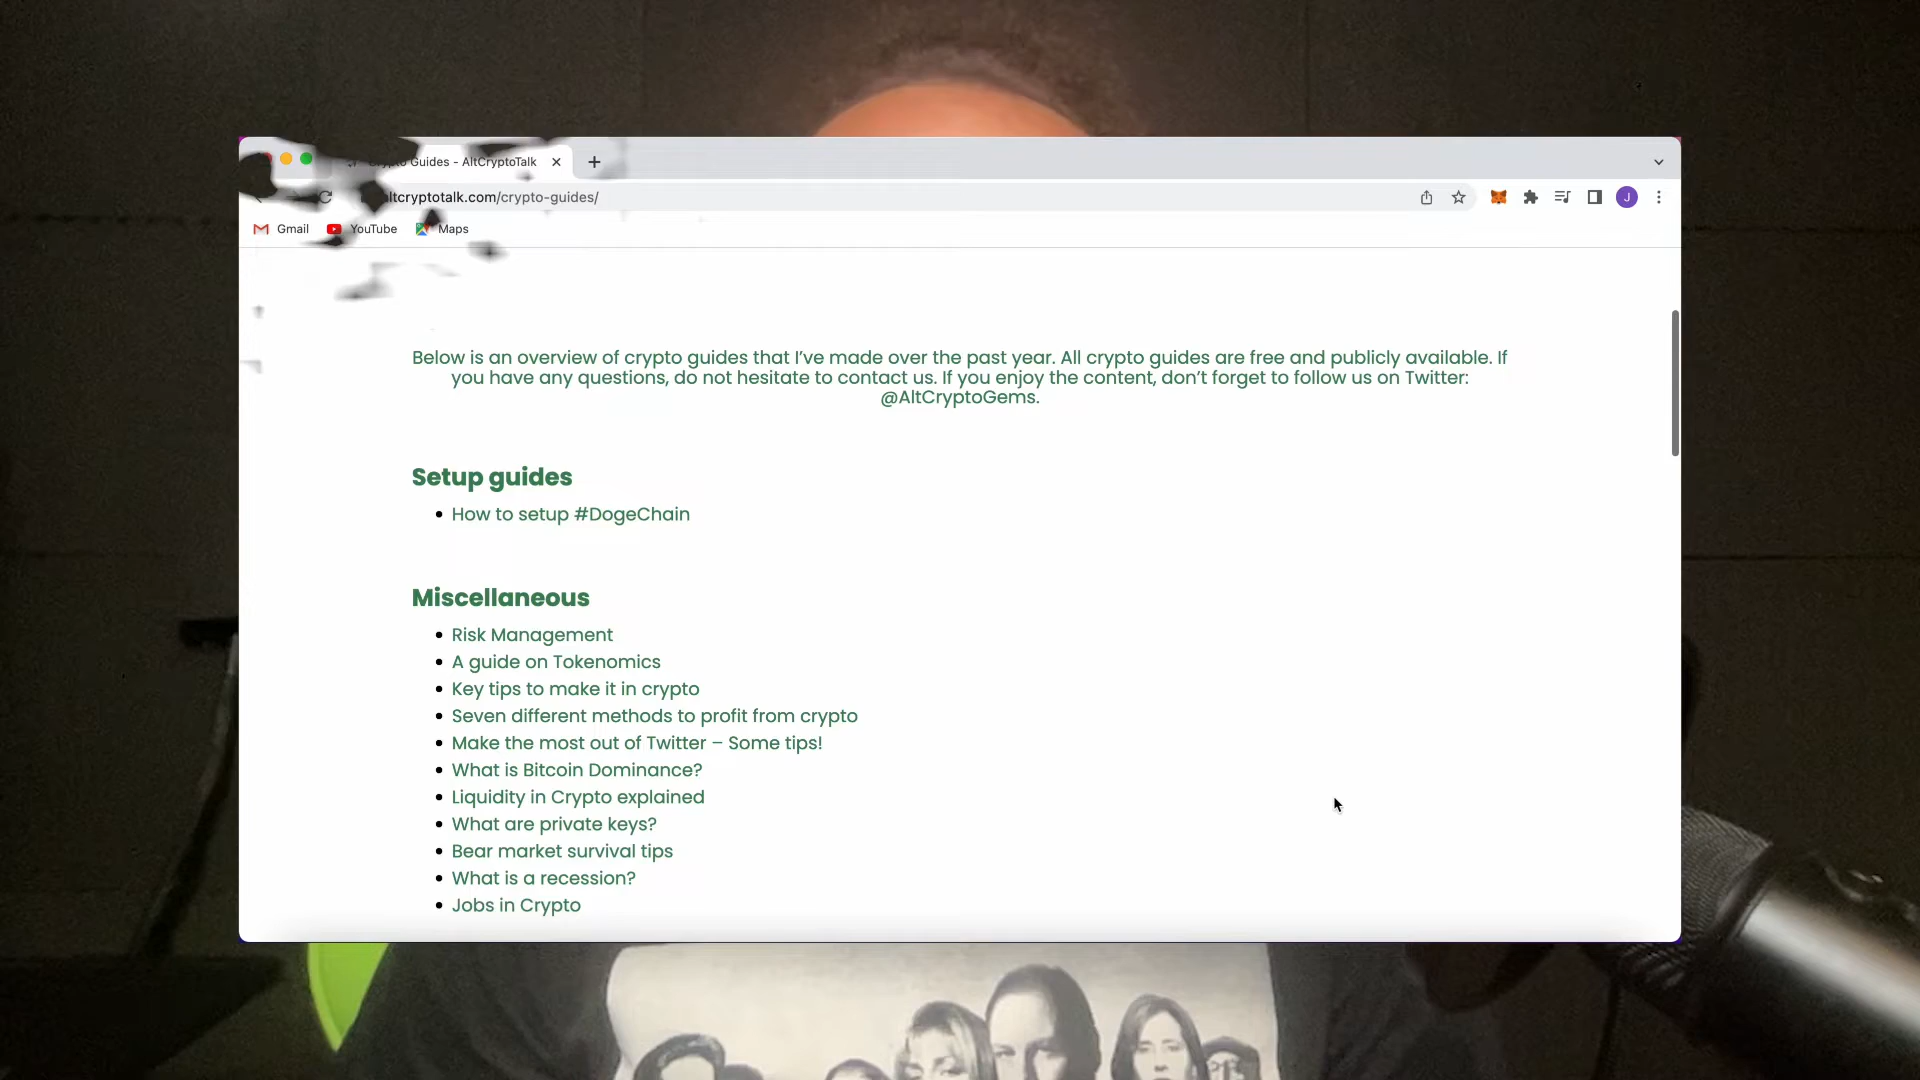 Guides - AltCryptoTalk
altcryptotalk.com/crypto-guides/
J
Gmail YouTube Maps
Below is an overview of crypto guides that I've made over the past year. All crypto guides are free and publicly available. If
you have any questions, do not hesitate to contact us. If you enjoy the content, don't forget to follow us on Twitter:
@AltCryptoGems.
Setup guides
How to setup #DogeChain
Miscellaneous
Risk Management
A guide on Tokenomics
Key tips to make it in crypto
Seven different methods to profit from crypto
Make the most out of Twitter – Some tips!
What is Bitcoin Dominance?
Liquidity in Crypto explained
What are private keys?
Bear market survival tips
What is a recession?
Jobs in Crypto